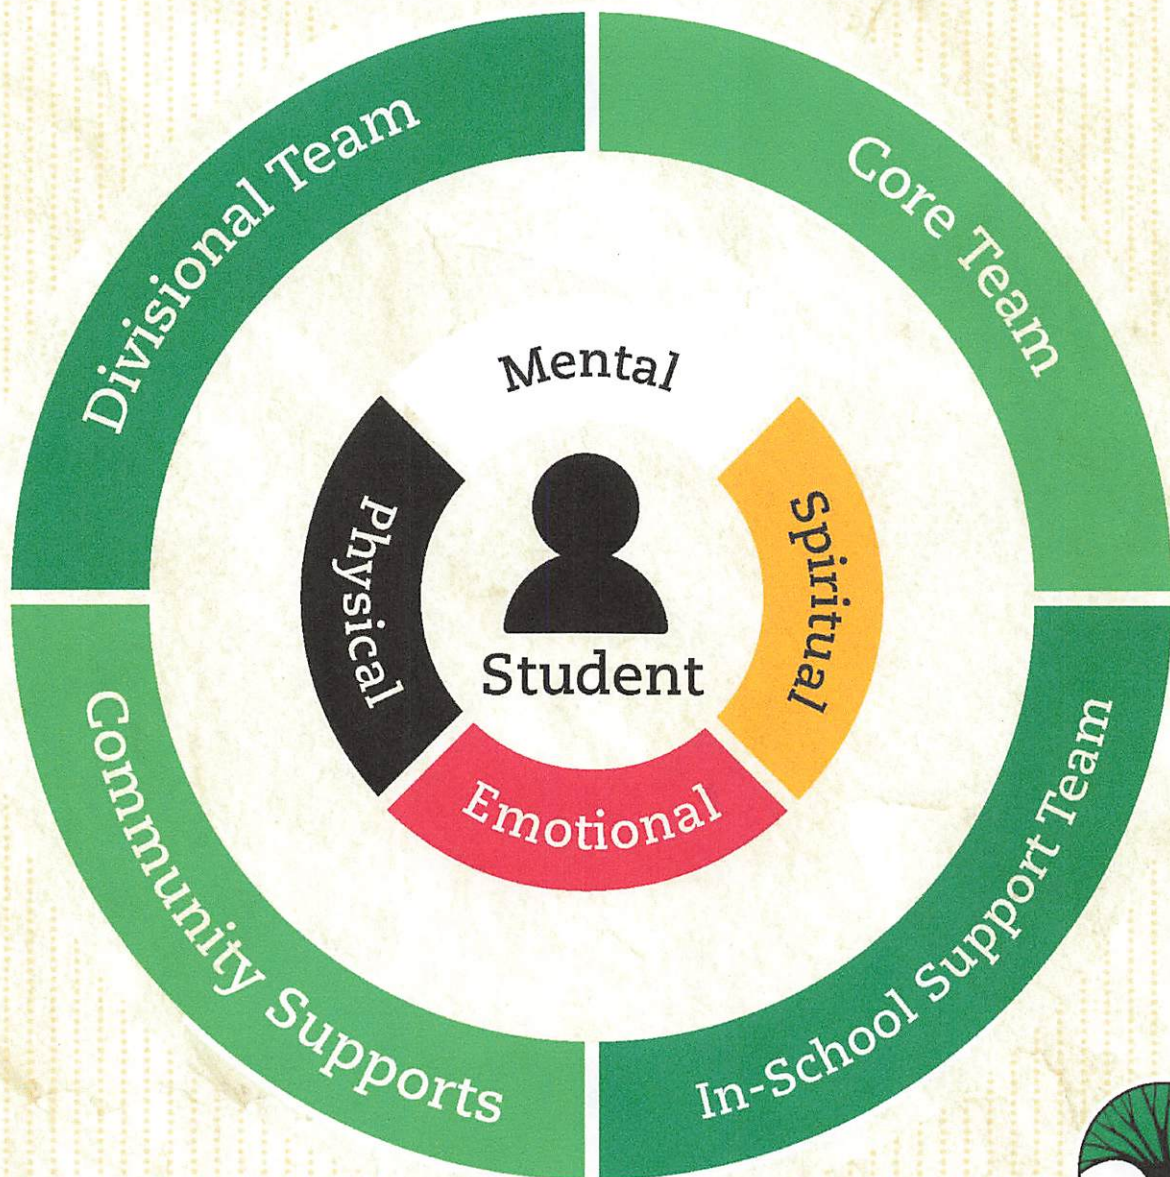 Divisional Team
Core Team
Mental
Physical
Spiritual
Student
Emotional
Community Supports
In-School Support Team